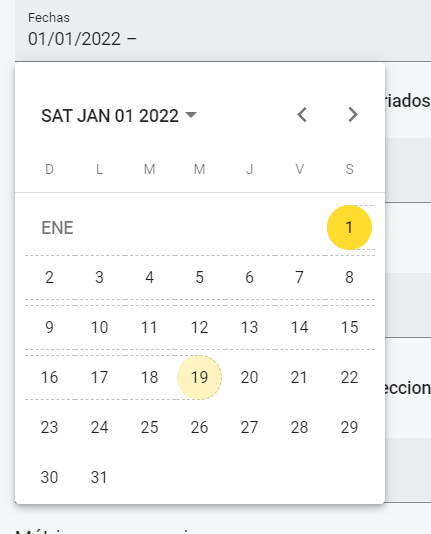 Fechas
01/01/2022 –
SAT JAN 01 2022
riados
D L M M J V S
ENE 1
2 3 4 5 6 7 8
9 10 11 12 13 14 15
16 17 18 19 20 21 22
eccion
23 24 25 26 27 28 29
30 31